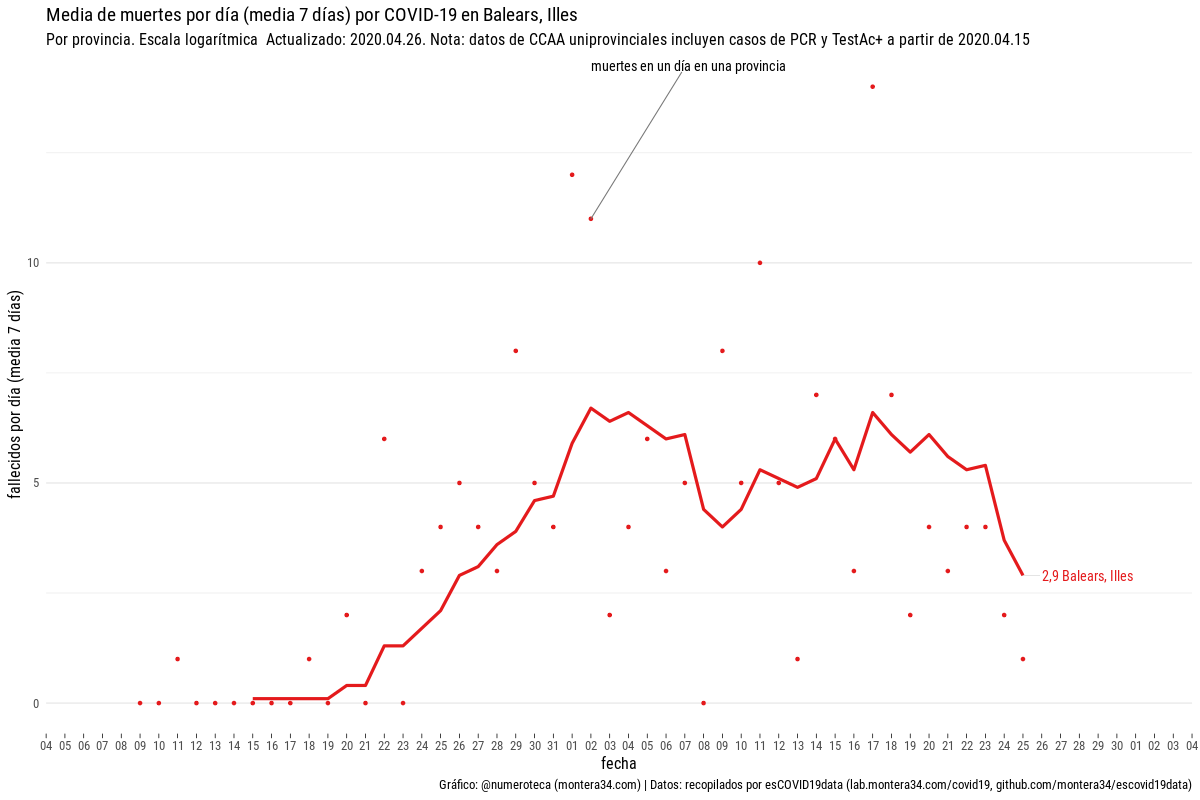 Media de muertes por día (media 7 días) por COVID-19 en Balears, Illes
Por provincia. Escala logarítmica  Actualizado: 2020.04.26. Nota: datos de CCAA uniprovinciales incluyen casos de PCR y TestAc+ a partir de 2020.04.15
muertes en un día en una provincia
10
5
0
fallecidos por día (media 7 días)
2,9 Balears, Illes
04 05 06 07 08 09 10 11 12 13 14 15 16 17 18 19 20 21 22 23 24 25 26 27 28 29 30 31 01 02 03 04 05 06 07 08 09 10 11 12 13 14 15 16 17 18 19 20 21 22 23 24 25 26 27 28 29 30 01 02 03 04
fecha
Gráfico: @numeroteca (montera34.com) | Datos: recopilados por esCOVID19data (lab.montera34.com/covid19, github.com/montera34/escovid19data)